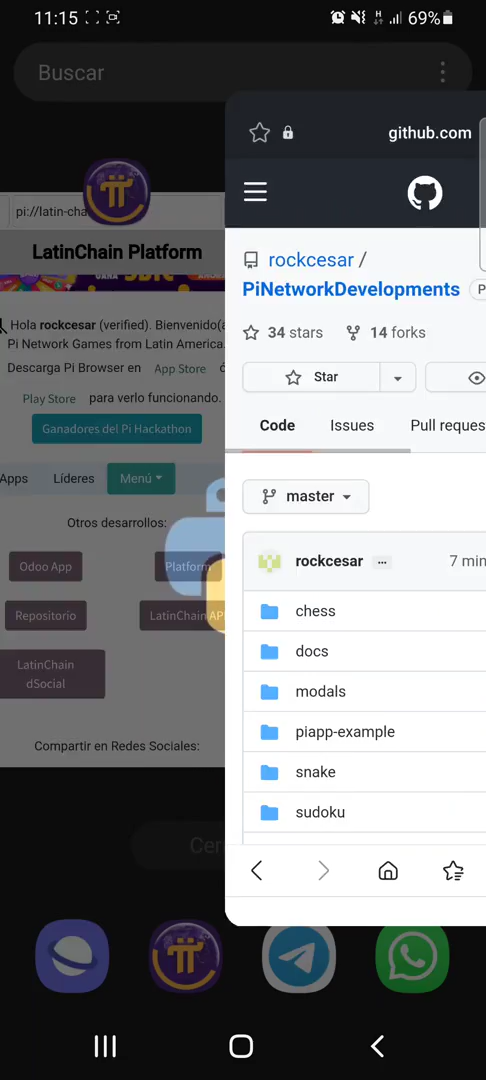 11:15
69%
Buscar
github.com
pi://latin-cha
LatinChain Platform
rockcesar /
PiNetworkDevelopments
Hola rockcesar (verified). Bienvenido(a
Pi Network Games from Latin America.
34 stars
14 forks
Descarga Pi Browser en App Store ó
Star
Play Store para verlo funcionando.
Ganadores del Pi Hackathon
Code
Issues
Pull reques
Apps
Líderes
Menú
master
Otros desarrollos:
Odoo App
Platform
rockcesar
7 min
Repositorio
LatinChain API
chess
docs
LatinChain
dSocial
modals
piapp-example
Compartir en Redes Sociales:
snake
sudoku
Cer